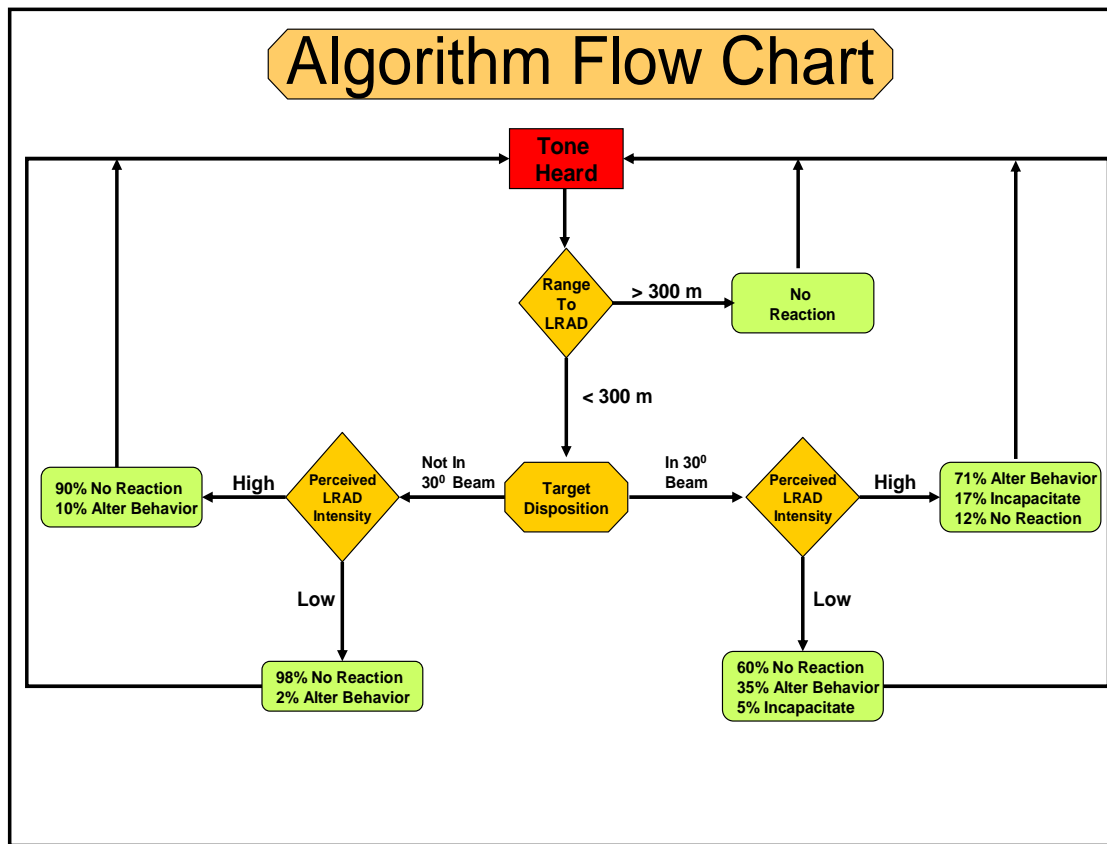 Algorithm Flow Chart
Tone
Heard
Range
To
LRAD
> 300 m
No
Reaction
< 300 m
90% No Reaction
10% Alter Behavior
High
Perceived
LRAD
Intensity
Not In
30⁰ Beam
Target
Disposition
In 30⁰
Beam
Perceived
LRAD
Intensity
High
71% Alter Behavior
17% Incapacitate
12% No Reaction
Low
Low
98% No Reaction
2% Alter Behavior
60% No Reaction
35% Alter Behavior
5% Incapacitate